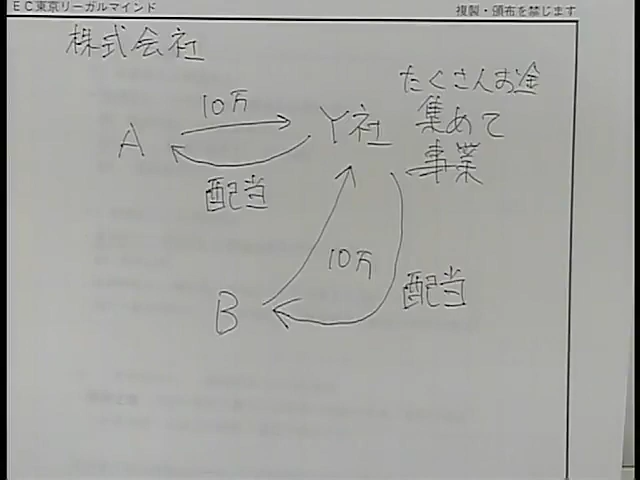 EC東京リーガルマインド
複製・頒布を禁じます
株式会社
たくさんお金
集めて
事業
10万
A
Y社
配当
10万
配当
B